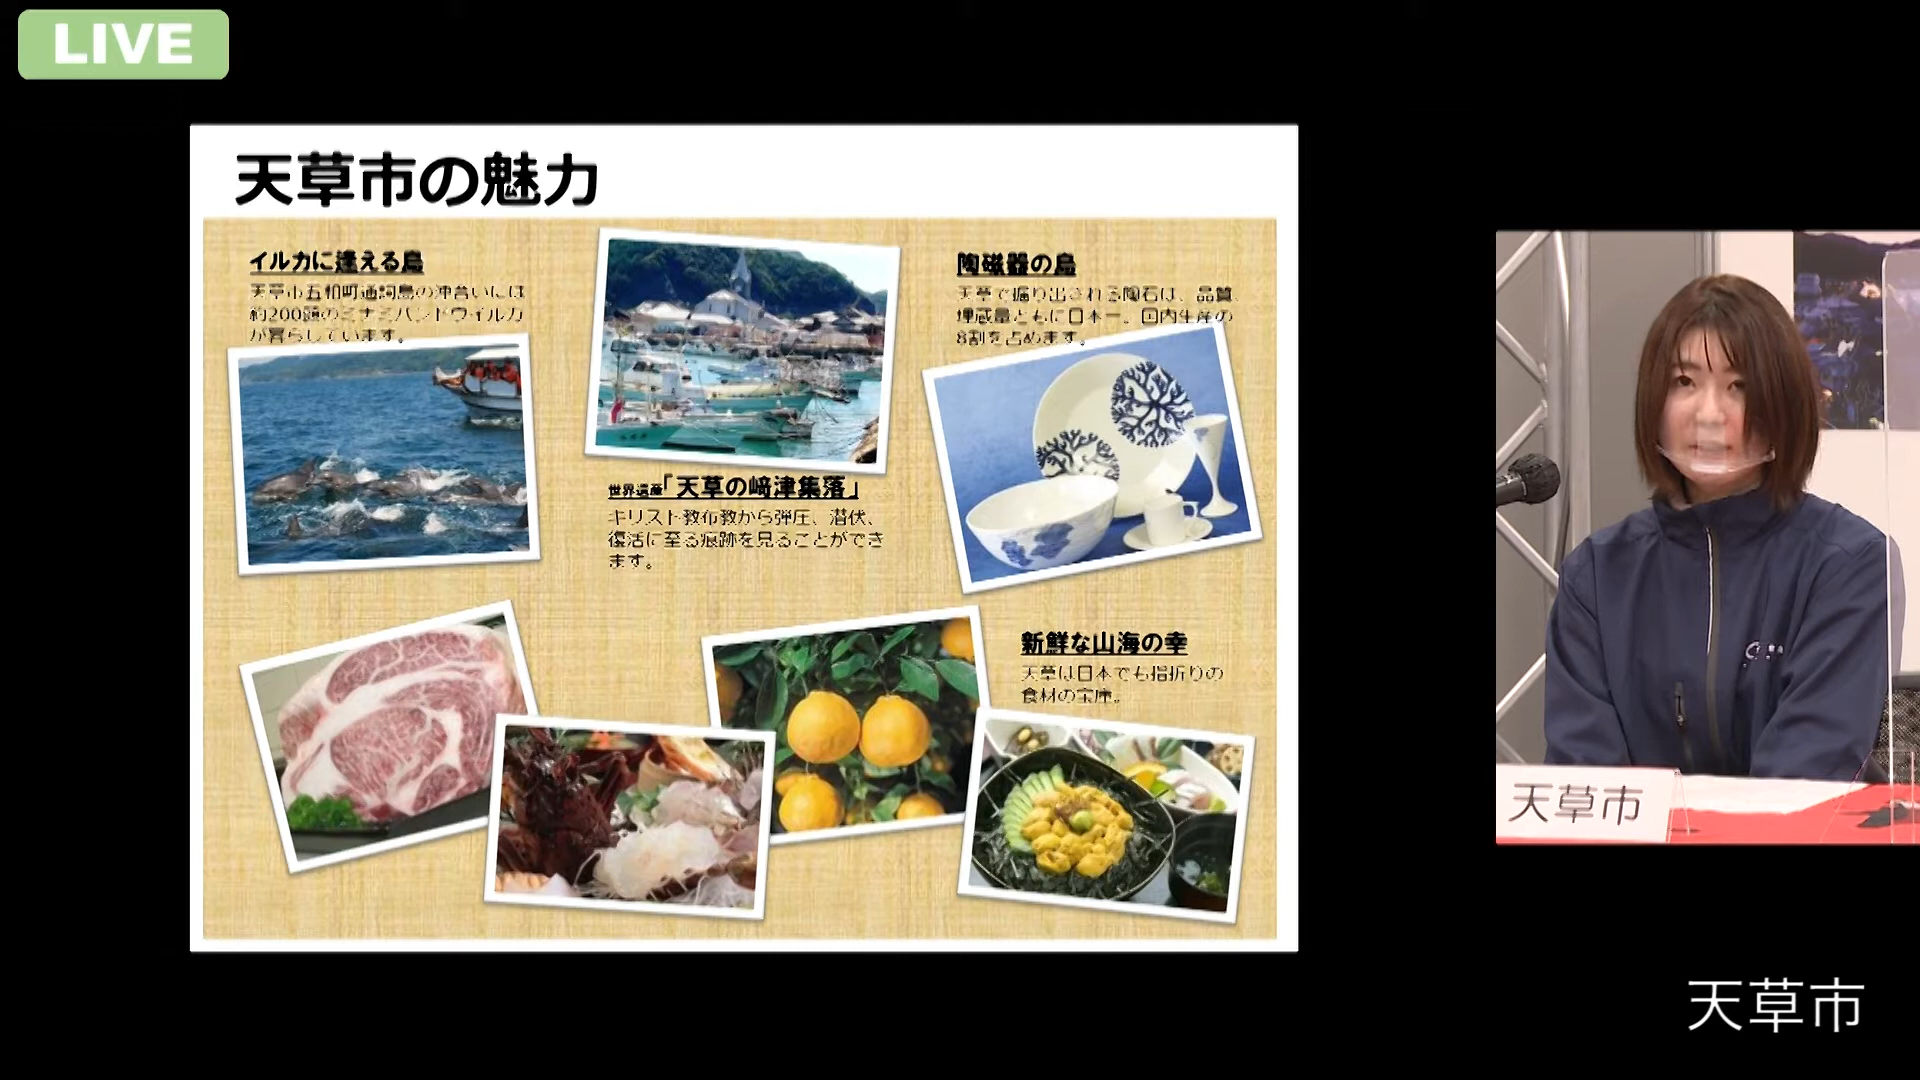 LIVE
天草市の魅力
イルカに逢える島
天草市五和町通詞島の沖合いには
約200頭のミナミバンドウイルカ
が暮らしています。
世界遺産「天草の﨑津集落」
キリスト教布教から弾圧、潜伏、
復活に至る痕跡を見ることができ
ます。
陶磁器の島
天草で掘り出される陶石は、品質
埋蔵量ともに日本一。国内生産の
8割を占めます。
新鮮な山海の幸
天草は日本でも指折りの
食材の宝庫。
天草市
天草市